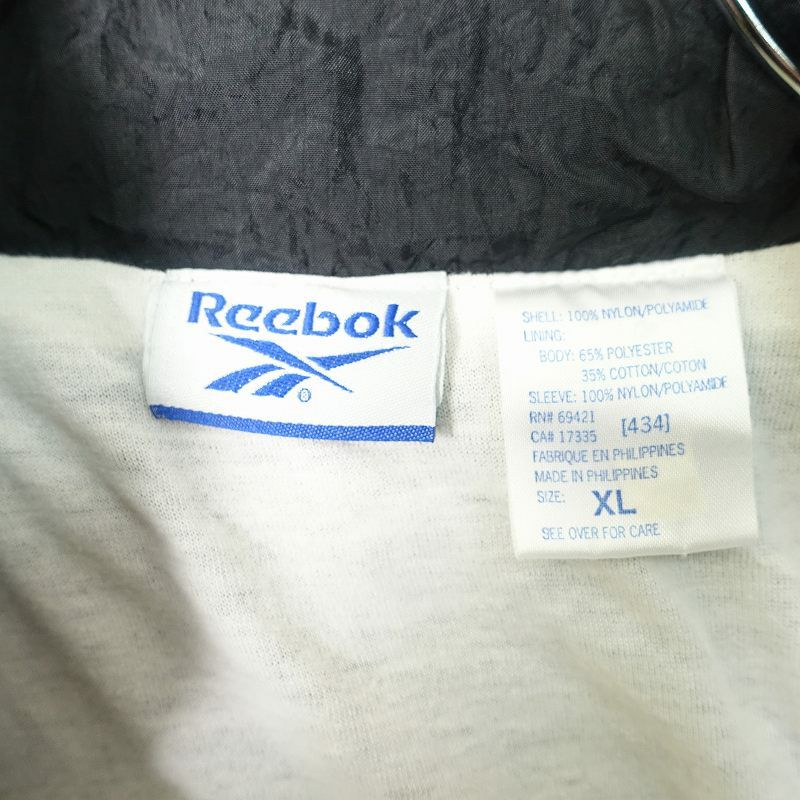 Reebok
®
SHELL: 100% NYLON/POLYAMIDE
LINING:
BODY: 65% POLYESTER
35% COTTON/COTON
SLEEVE: 100% NYLON/POLYAMIDE
RN# 69421
CA# 17335 [434]
FABRIQUE EN PHILIPPINES
MADE IN PHILIPPINES
SIZE: XL
SEE OVER FOR CARE